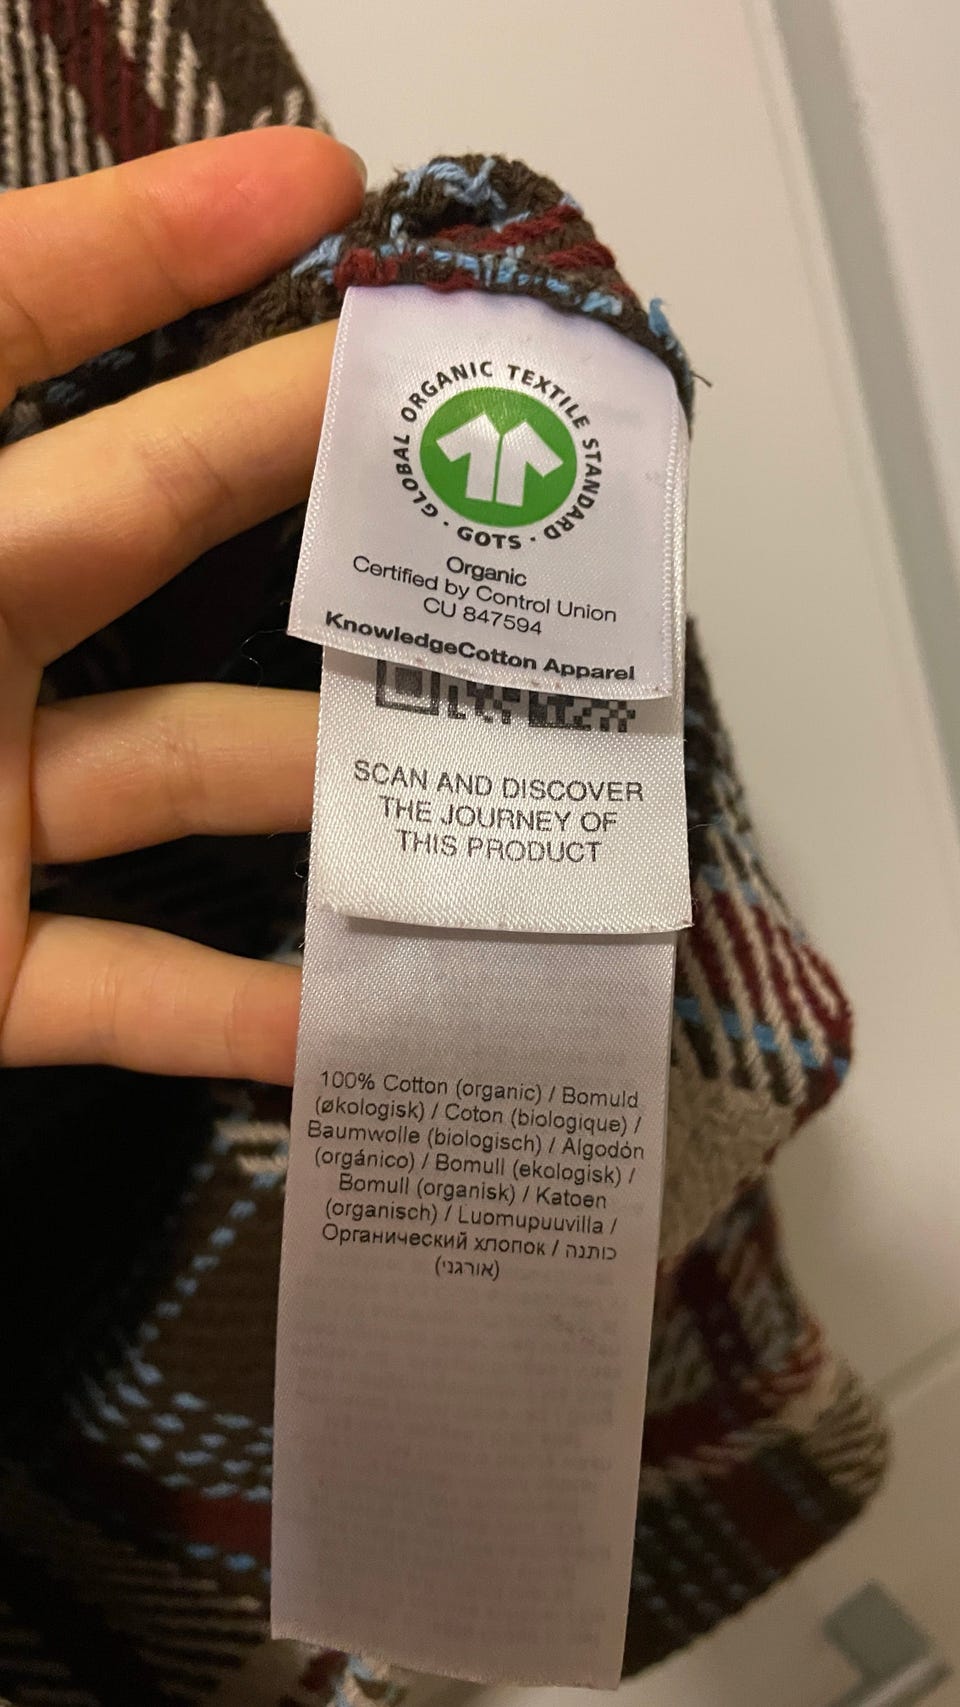 GLOBAL ORGANIC TEXTILE STANDARD · GOTS ·
Organic
Certified by Control Union
CU 847594
KnowledgeCotton Apparel
SCAN AND DISCOVER
THE JOURNEY OF
THIS PRODUCT
100% Cotton (organic) / Bomuld
(økologisk) / Coton (biologique) /
Baumwolle (biologisch) / Algodón
(orgánico) / Bomull (ekologisk) /
Bomull (organisk) / Katoen
(organisch) / Luomupuuvilla /
Органический хлопок / כותנה
(אורגני)